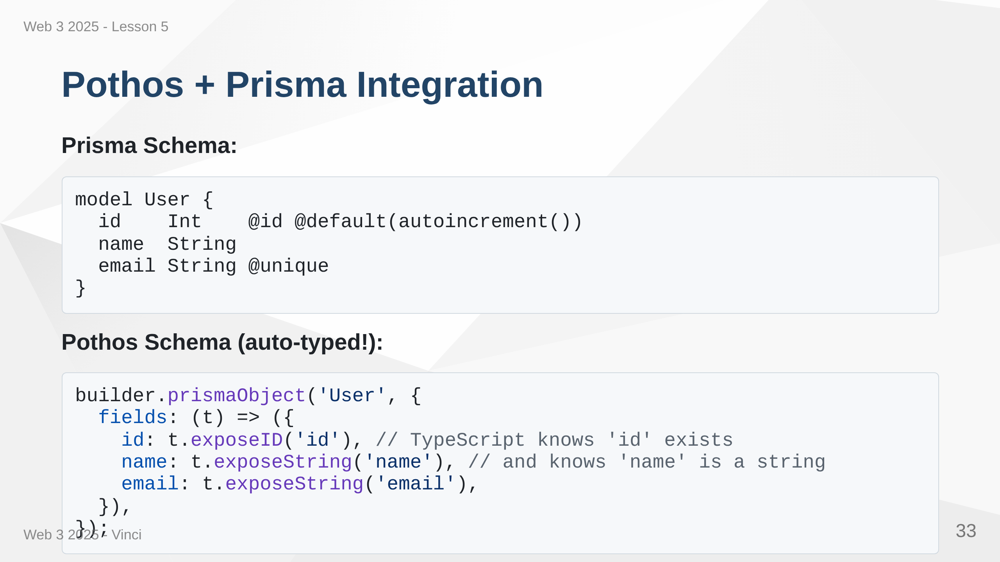 Web 3 2025 - Lesson 5
Pothos + Prisma Integration
Prisma Schema:
model User {
  id    Int    @id @default(autoincrement())
  name  String
  email String @unique
}
Pothos Schema (auto-typed!):
builder.prismaObject('User', {
  fields: (t) => ({
    id: t.exposeID('id'), // TypeScript knows 'id' exists
    name: t.exposeString('name'), // and knows 'name' is a string
    email: t.exposeString('email'),
  }),
});
Web 3 2025 - Vinci
33